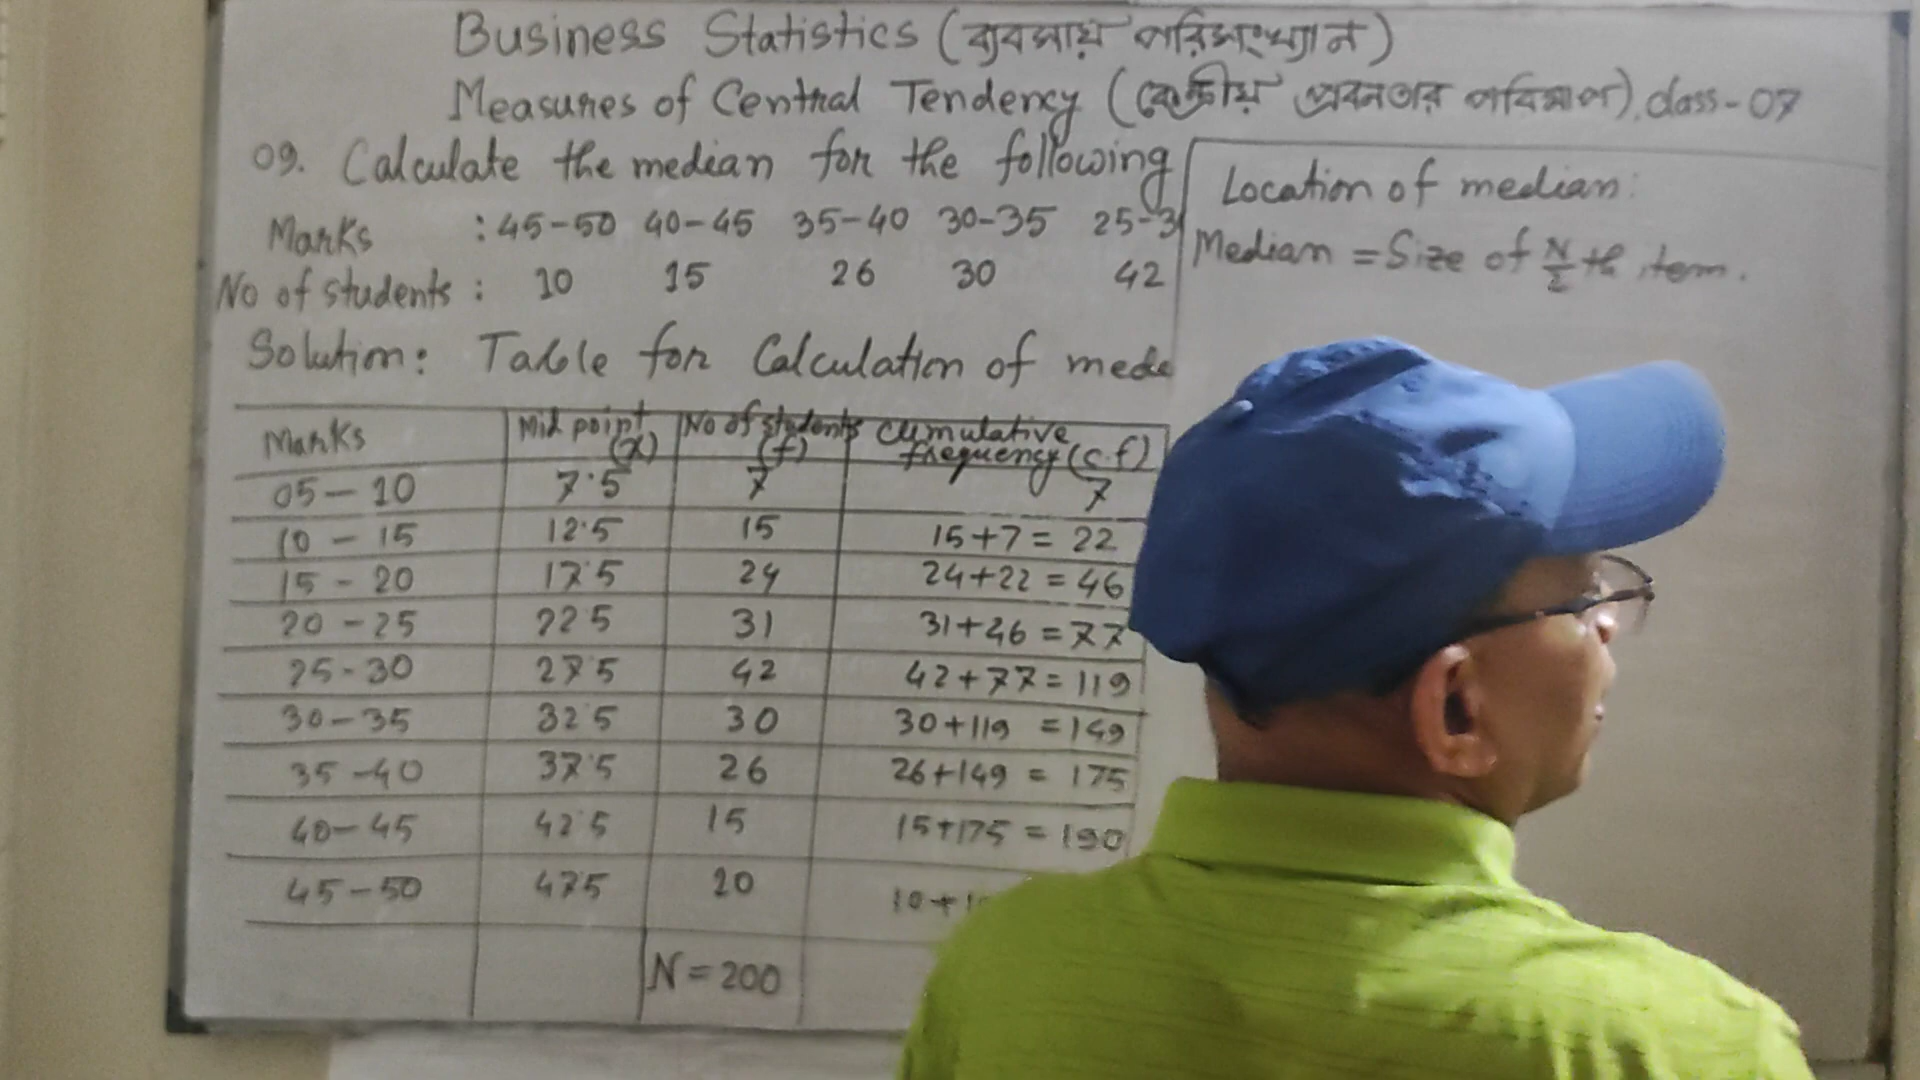 Business Statistics (ব্যবসায় পরিসংখ্যান)
Measures of Central Tendency (কেন্দ্রীয় প্রবনতার পরিমাপ). class-07
09. Calculate the median for the following
Marks : 45-50 40-45 35-40 30-35 25-3
No of students : 10 15 26 30 42
Location of median:
Median = Size of N/2 th item.
Solution: Table for Calculation of med
Marks Mid point (x) No of students (f) Cumulative frequency (c.f)
05-10 7.5 7 7
10-15 12.5 15 15+7=22
15-20 17.5 24 24+22=46
20-25 22.5 31 31+46=77
25-30 27.5 42 42+77=119
30-35 32.5 30 30+119=149
35-40 37.5 26 26+149=175
40-45 42.5 15 15+175=190
45-50 47.5 10 10+1
N=200